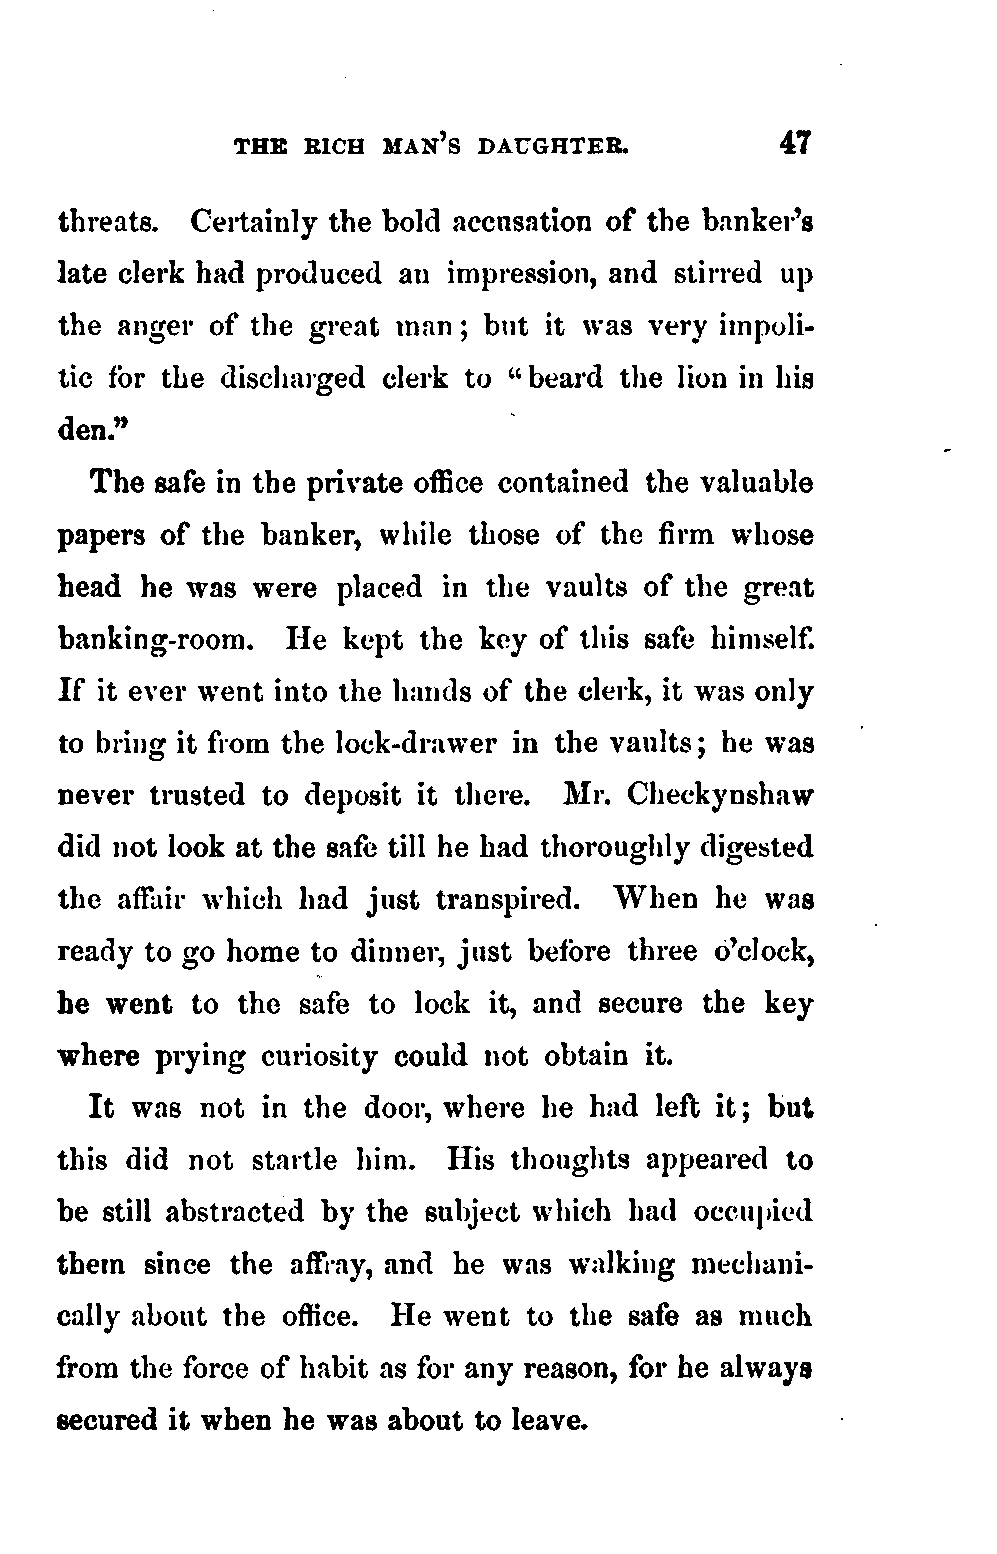 THE RICH MAN'S DAUGHTER. 47
threats. Certainly the bold accusation of the banker's
late clerk had produced an impression, and stirred up
the anger of the great man; but it was very impoli-
tic for the discharged clerk to "beard the lion in his
den."
The safe in the private office contained the valuable
papers of the banker, while those of the firm whose
head he was were placed in the vaults of the great
banking-room. He kept the key of this safe himself.
If it ever went into the hands of the clerk, it was only
to bring it from the lock-drawer in the vaults; he was
never trusted to deposit it there. Mr. Checkynshaw
did not look at the safe till he had thoroughly digested
the affair which had just transpired. When he was
ready to go home to dinner, just before three o'clock,
he went to the safe to lock it, and secure the key
where prying curiosity could not obtain it.
It was not in the door, where he had left it; but
this did not startle him. His thoughts appeared to
be still abstracted by the subject which had occupied
them since the affray, and he was walking mechani-
cally about the office. He went to the safe as much
from the force of habit as for any reason, for he always
secured it when he was about to leave.